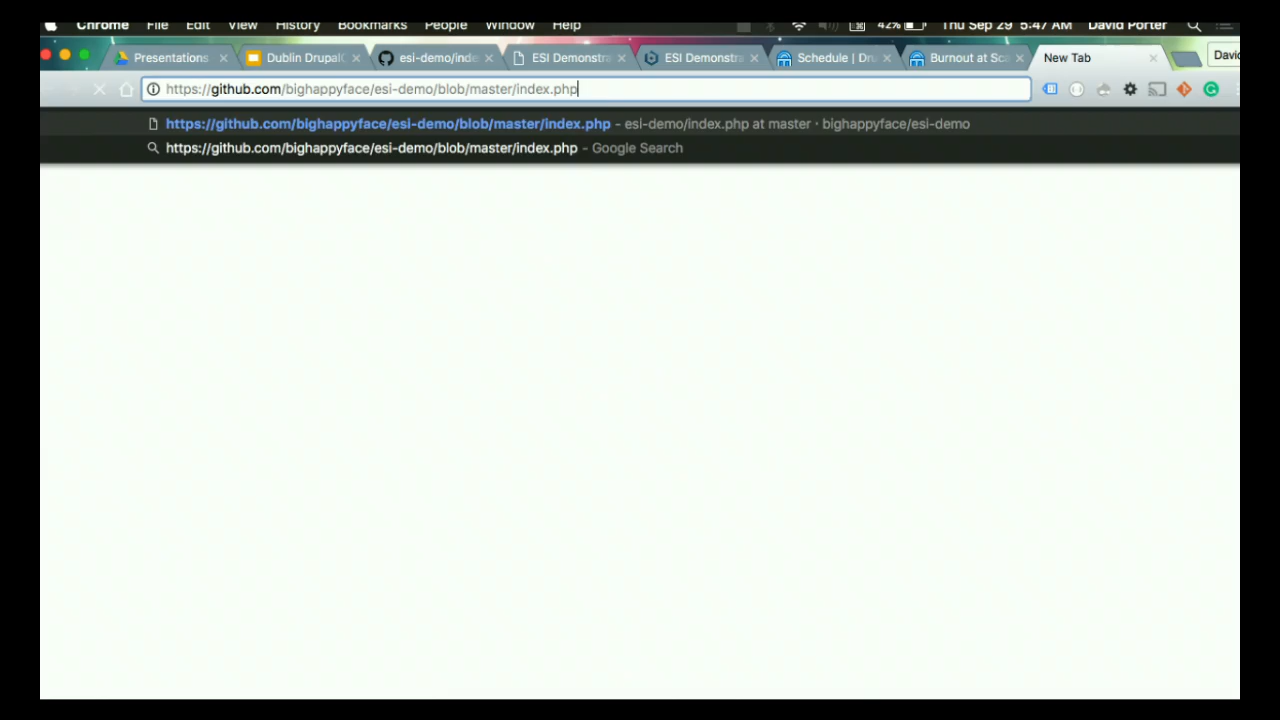 Chrome File Edit View History Bookmarks People Window Help 42% Thu Sep 29 5:47 AM David Porter
Presentations Dublin Drupal esi-demo/inde ESI Demonstra ESI Demonstra Schedule | Dru Burnout at Sca New Tab David
https://github.com/bighappyface/esi-demo/blob/master/index.php
https://github.com/bighappyface/esi-demo/blob/master/index.php - esi-demo/index.php at master · bighappyface/esi-demo
https://github.com/bighappyface/esi-demo/blob/master/index.php - Google Search